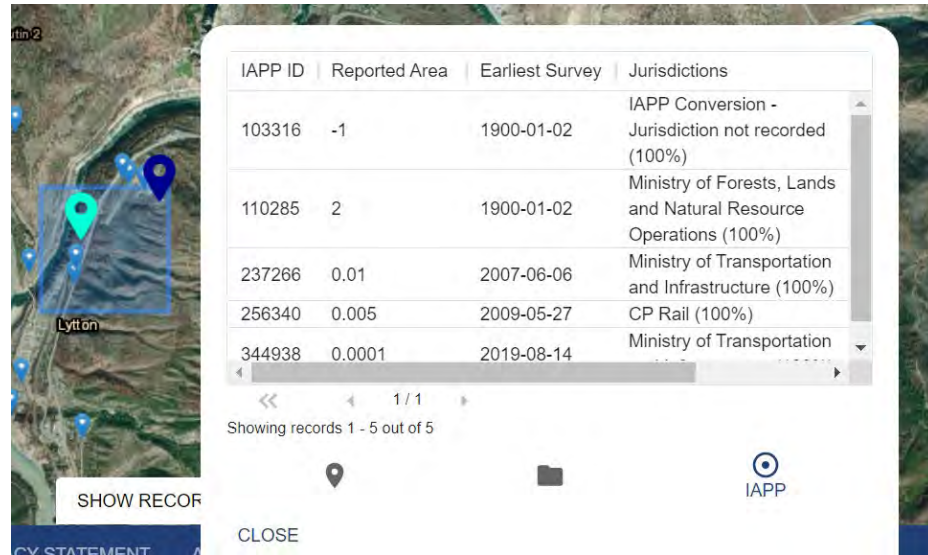 utin 2
IAPP ID Reported Area Earliest Survey Jurisdictions
IAPP Conversion -
103316 -1 1900-01-02 Jurisdiction not recorded
(100%)
Ministry of Forests, Lands
110285 2 1900-01-02 and Natural Resource
Operations (100%)
Ministry of Transportation
237266 0.01 2007-06-06 and Infrastructure (100%)
256340 0.005 2009-05-27 CP Rail (100%)
Ministry of Transportation
344938 0.0001 2019-08-14
Lytton
1 / 1
Showing records 1 - 5 out of 5
IAPP
SHOW RECOR
CLOSE
CY STATEMENT A